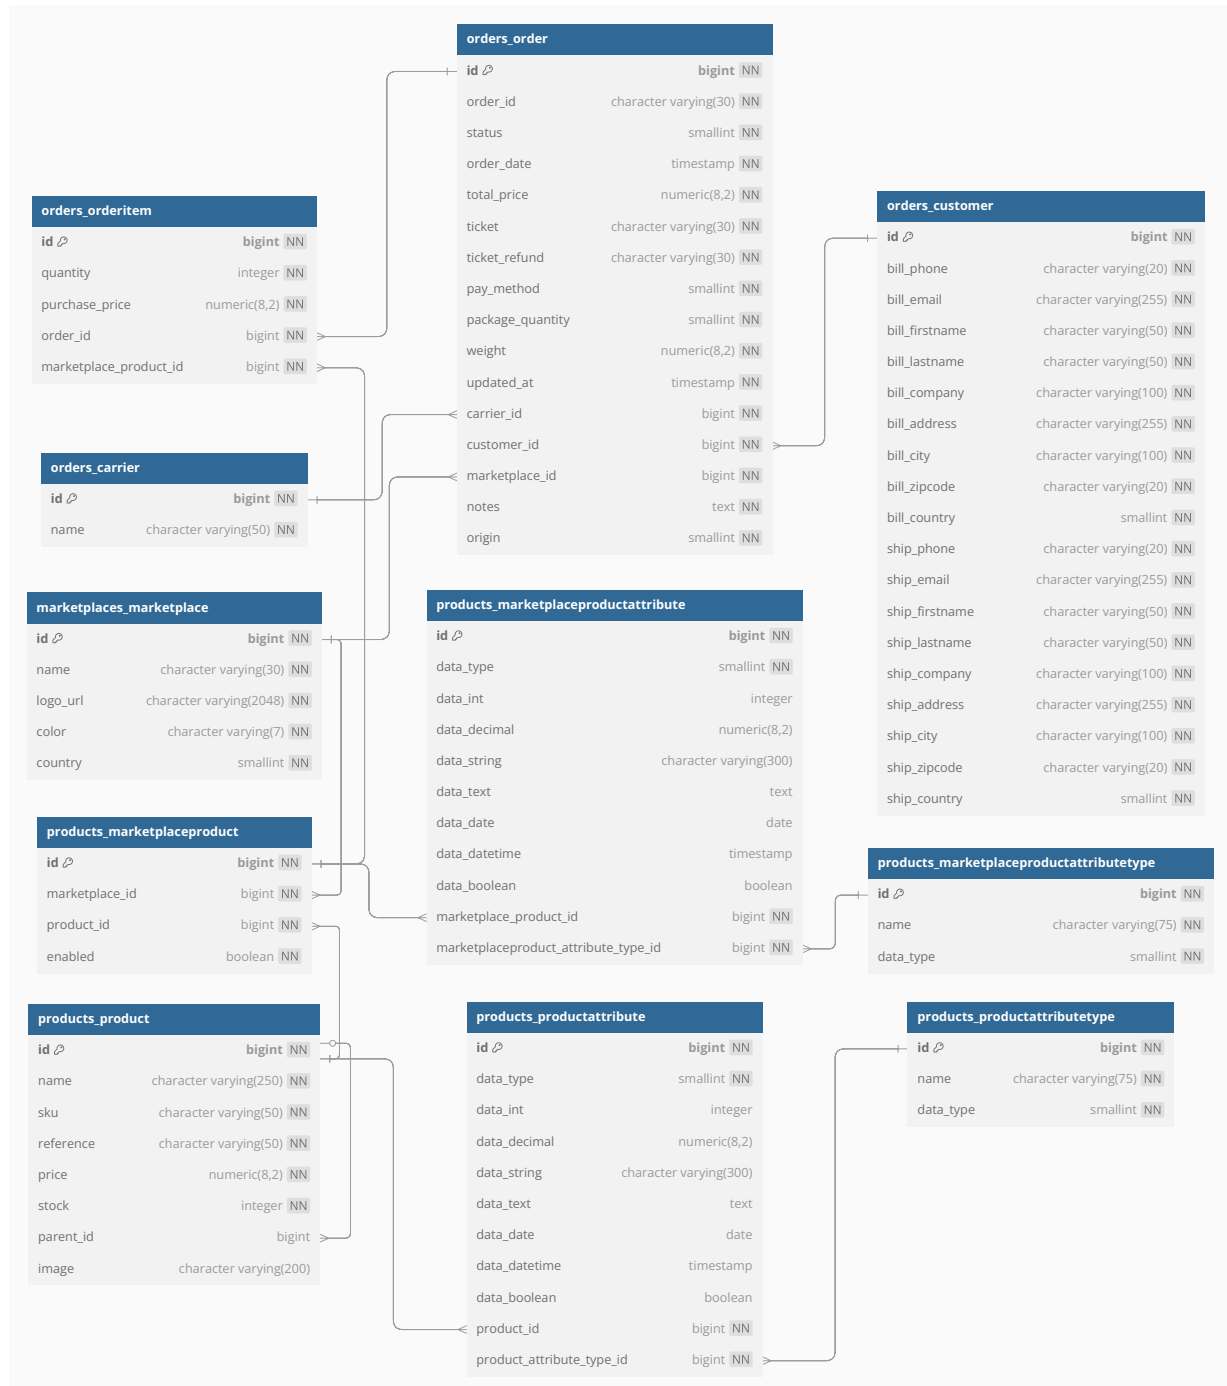 orders_order
id bigint NN
order_id character varying(30) NN
status smallint NN
order_date timestamp NN
total_price numeric(8,2) NN
ticket character varying(30) NN
ticket_refund character varying(30) NN
pay_method smallint NN
package_quantity smallint NN
weight numeric(8,2) NN
updated_at timestamp NN
carrier_id bigint NN
customer_id bigint NN
marketplace_id bigint NN
notes text NN
origin smallint NN
orders_orderitem
id bigint NN
quantity integer NN
purchase_price numeric(8,2) NN
order_id bigint NN
marketplace_product_id bigint NN
orders_customer
id bigint NN
bill_phone character varying(20) NN
bill_email character varying(255) NN
bill_firstname character varying(50) NN
bill_lastname character varying(50) NN
bill_company character varying(100) NN
bill_address character varying(255) NN
bill_city character varying(100) NN
bill_zipcode character varying(20) NN
bill_country smallint NN
ship_phone character varying(20) NN
ship_email character varying(255) NN
ship_firstname character varying(50) NN
ship_lastname character varying(50) NN
ship_company character varying(100) NN
ship_address character varying(255) NN
ship_city character varying(100) NN
ship_zipcode character varying(20) NN
ship_country smallint NN
orders_carrier
id bigint NN
name character varying(50) NN
marketplaces_marketplace
id bigint NN
name character varying(30) NN
logo_url character varying(2048) NN
color character varying(7) NN
country smallint NN
products_marketplaceproductattribute
id bigint NN
data_type smallint NN
data_int integer
data_decimal numeric(8,2)
data_string character varying(300)
data_text text
data_date date
data_datetime timestamp
data_boolean boolean
marketplace_product_id bigint NN
marketplaceproduct_attribute_type_id bigint NN
products_marketplaceproduct
id bigint NN
marketplace_id bigint NN
product_id bigint NN
enabled boolean NN
products_marketplaceproductattributetype
id bigint NN
name character varying(75) NN
data_type smallint NN
products_product
id bigint NN
name character varying(250) NN
sku character varying(50) NN
reference character varying(50) NN
price numeric(8,2) NN
stock integer NN
parent_id bigint
image character varying(200)
products_productattribute
id bigint NN
data_type smallint NN
data_int integer
data_decimal numeric(8,2)
data_string character varying(300)
data_text text
data_date date
data_datetime timestamp
data_boolean boolean
product_id bigint NN
product_attribute_type_id bigint NN
products_productattributetype
id bigint NN
name character varying(75) NN
data_type smallint NN